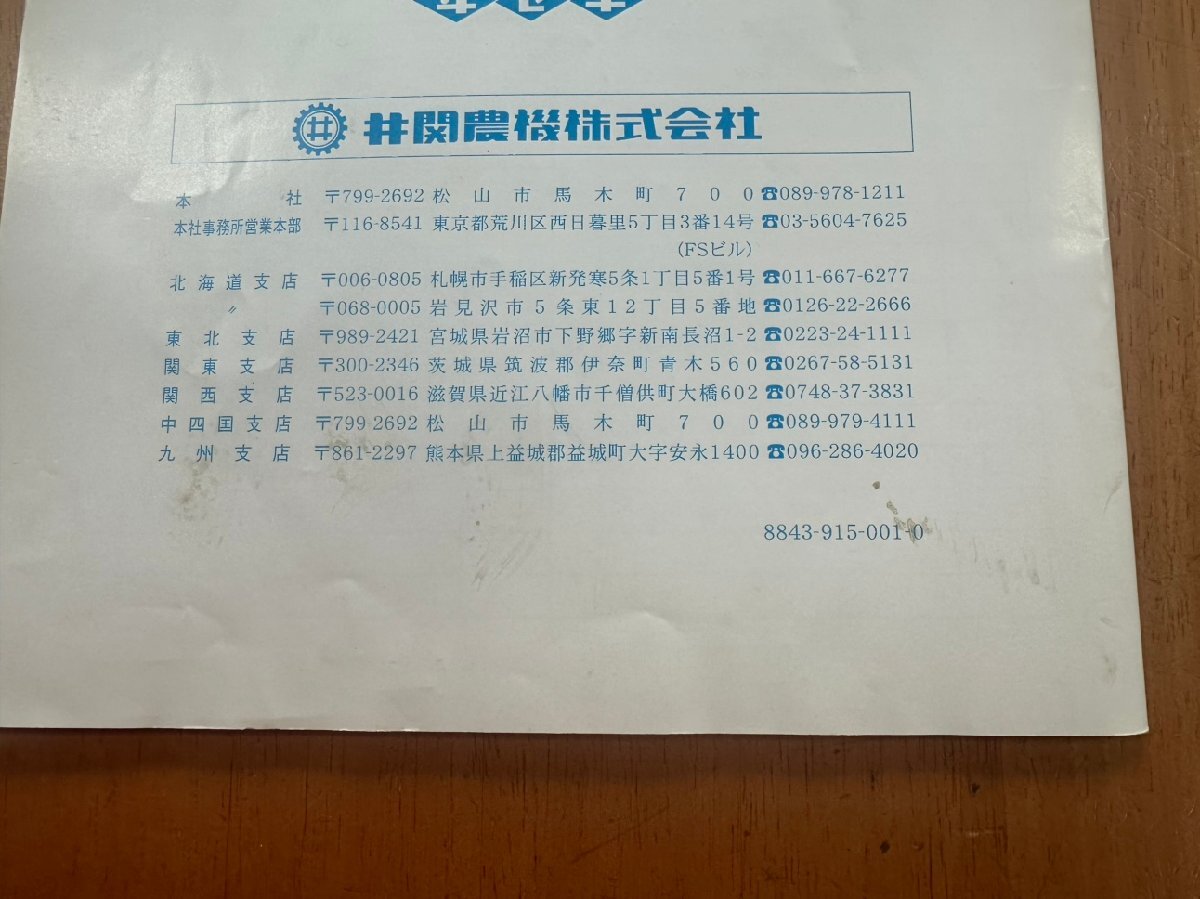 井関農機株式会社
本社 〒799-2692 松山市馬木町700 ☎089-978-1211
本社事務所営業本部 〒116-8541 東京都荒川区西日暮里5丁目3番14号 ☎03-5604-7625
(FSビル)
北海道支店 〒006-0805 札幌市手稲区新発寒5条1丁目5番1号 ☎011-667-6277
〃 〒068-0005 岩見沢市5条東12丁目5番地 ☎0126-22-2666
東北支店 〒989-2421 宮城県岩沼市下野郷字新南長沼1-2 ☎0223-24-1111
関東支店 〒300-2346 茨城県筑波郡伊奈町青木560 ☎0267-58-5131
関西支店 〒523-0016 滋賀県近江八幡市千僧供町大橋602 ☎0748-37-3831
中四国支店 〒799-2692 松山市馬木町700 ☎089-979-4111
九州支店 〒861-2297 熊本県上益城郡益城町大字安永1400 ☎096-286-4020
8843-915-001-0